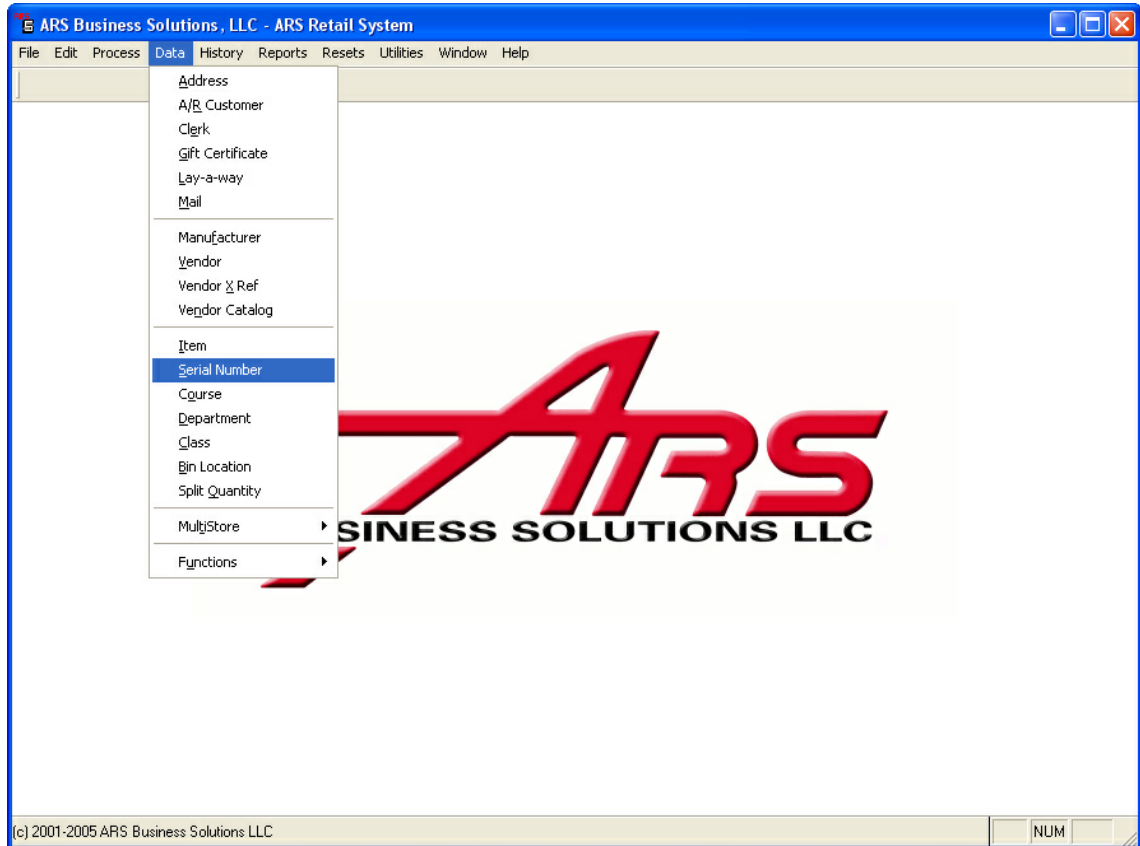 ARS Business Solutions, LLC - ARS Retail System
File Edit Process Data History Reports Resets Utilities Window Help
Address
A/R Customer
Clerk
Gift Certificate
Lay-a-way
Mail
Manufacturer
Vendor
Vendor X Ref
Vendor Catalog
Item
Serial Number
Course
Department
Class
Bin Location
Split Quantity
MultiStore
Functions
ARS
SINESS SOLUTIONS LLC
(c) 2001-2005 ARS Business Solutions LLC NUM